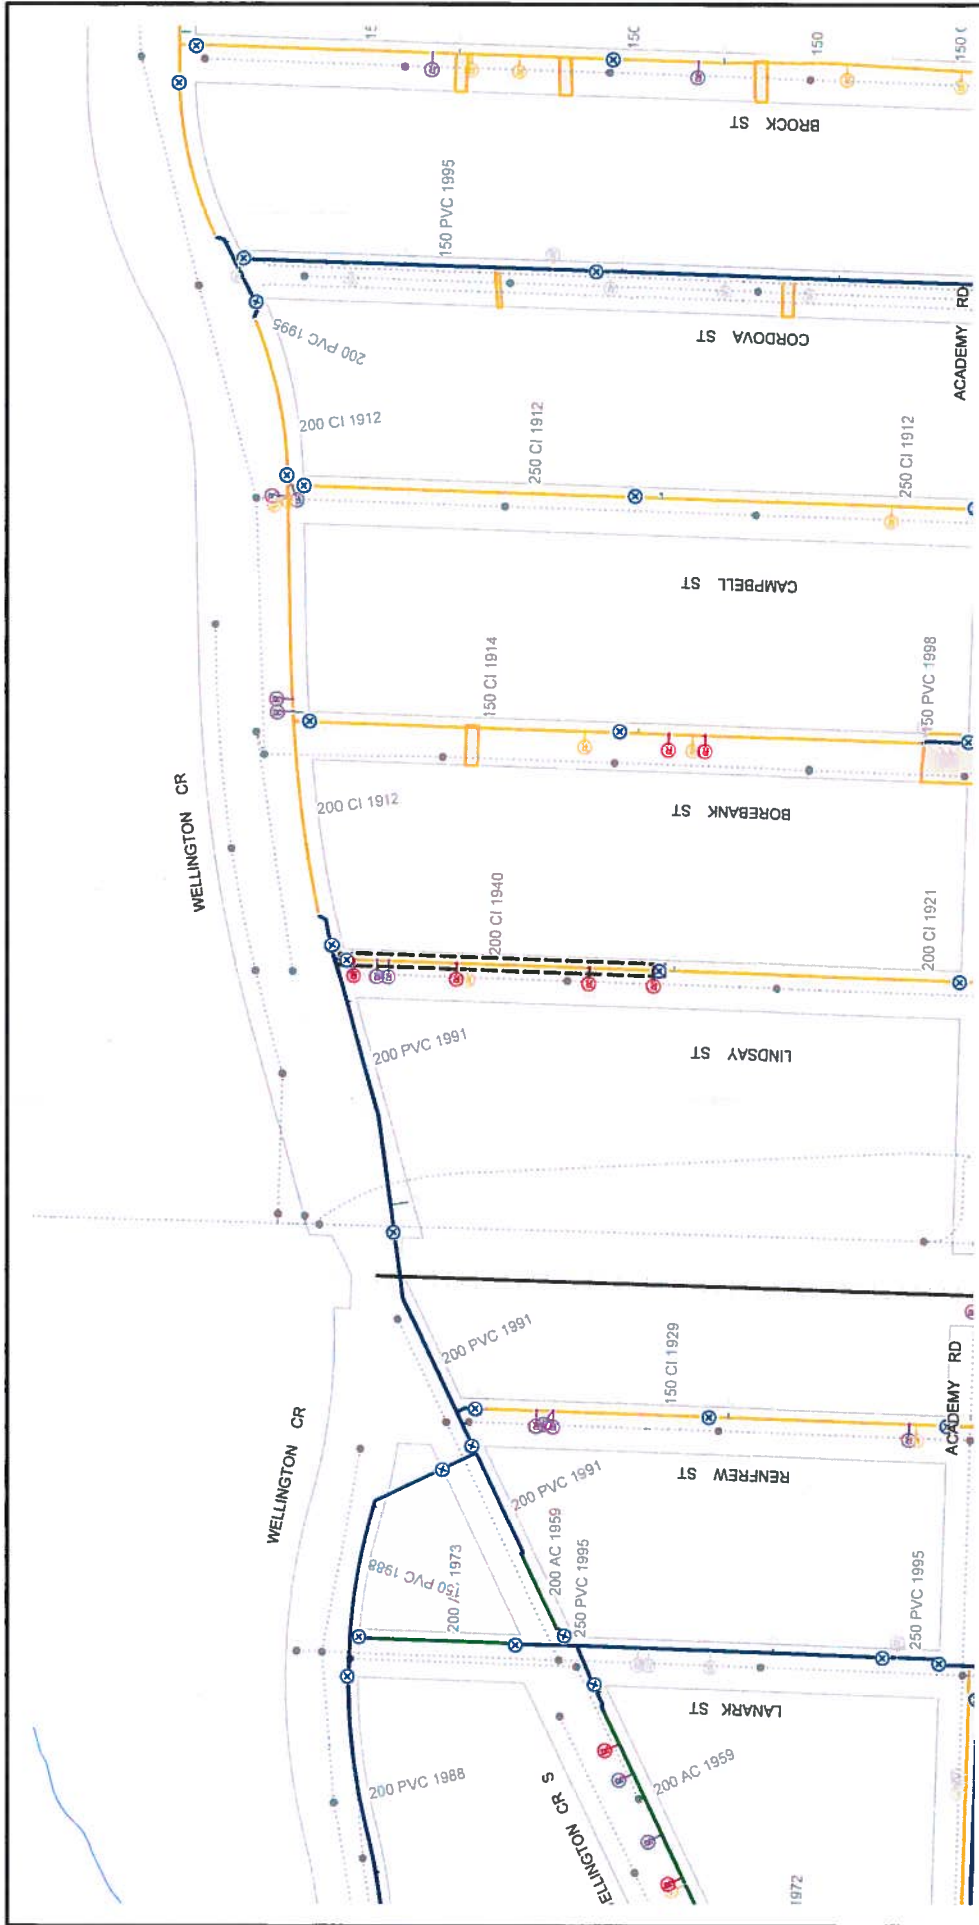 150
150
BROCK ST
150 PVC 1995
200 PVC 1995
CORDOVA ST
ACADEMY RD
200 CI 1912
250 CI 1912
250 CI 1912
CAMPBELL ST
150 CI 1914
150 PVC 1998
WELLINGTON CR
200 CI 1912
BOREBANK ST
200 CI 1940
200 CI 1921
200 PVC 1991
LINDSAY ST
200 PVC 1991
150 CI 1929
ACADEMY RD
WELLINGTON CR
RENFREW ST
200 PVC 1991
200 AC 1959
250 PVC 1995
250 PVC 1995
50 PVC 1988
1973
LANARK ST
200 PVC 1988
200 AC 1959
ELLINGTON CR S
1972